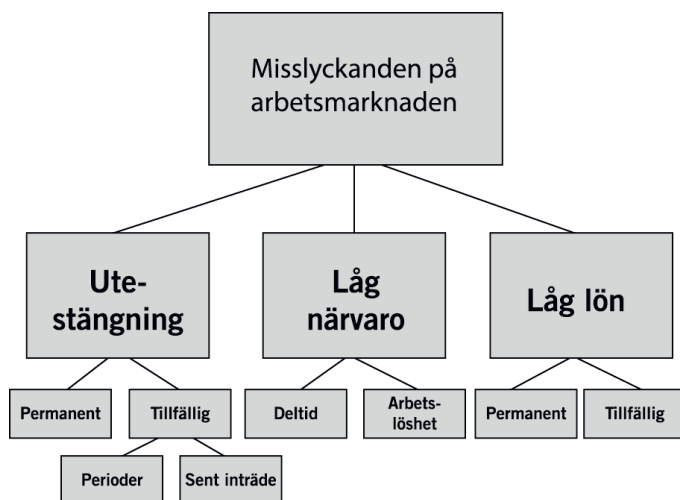 Misslyckanden på
arbetsmarknaden
Ute-
stängning
Låg
närvaro
Låg lön
Permanent
Tillfällig
Deltid
Arbets-
löshet
Permanent
Tillfällig
Perioder
Sent inträde